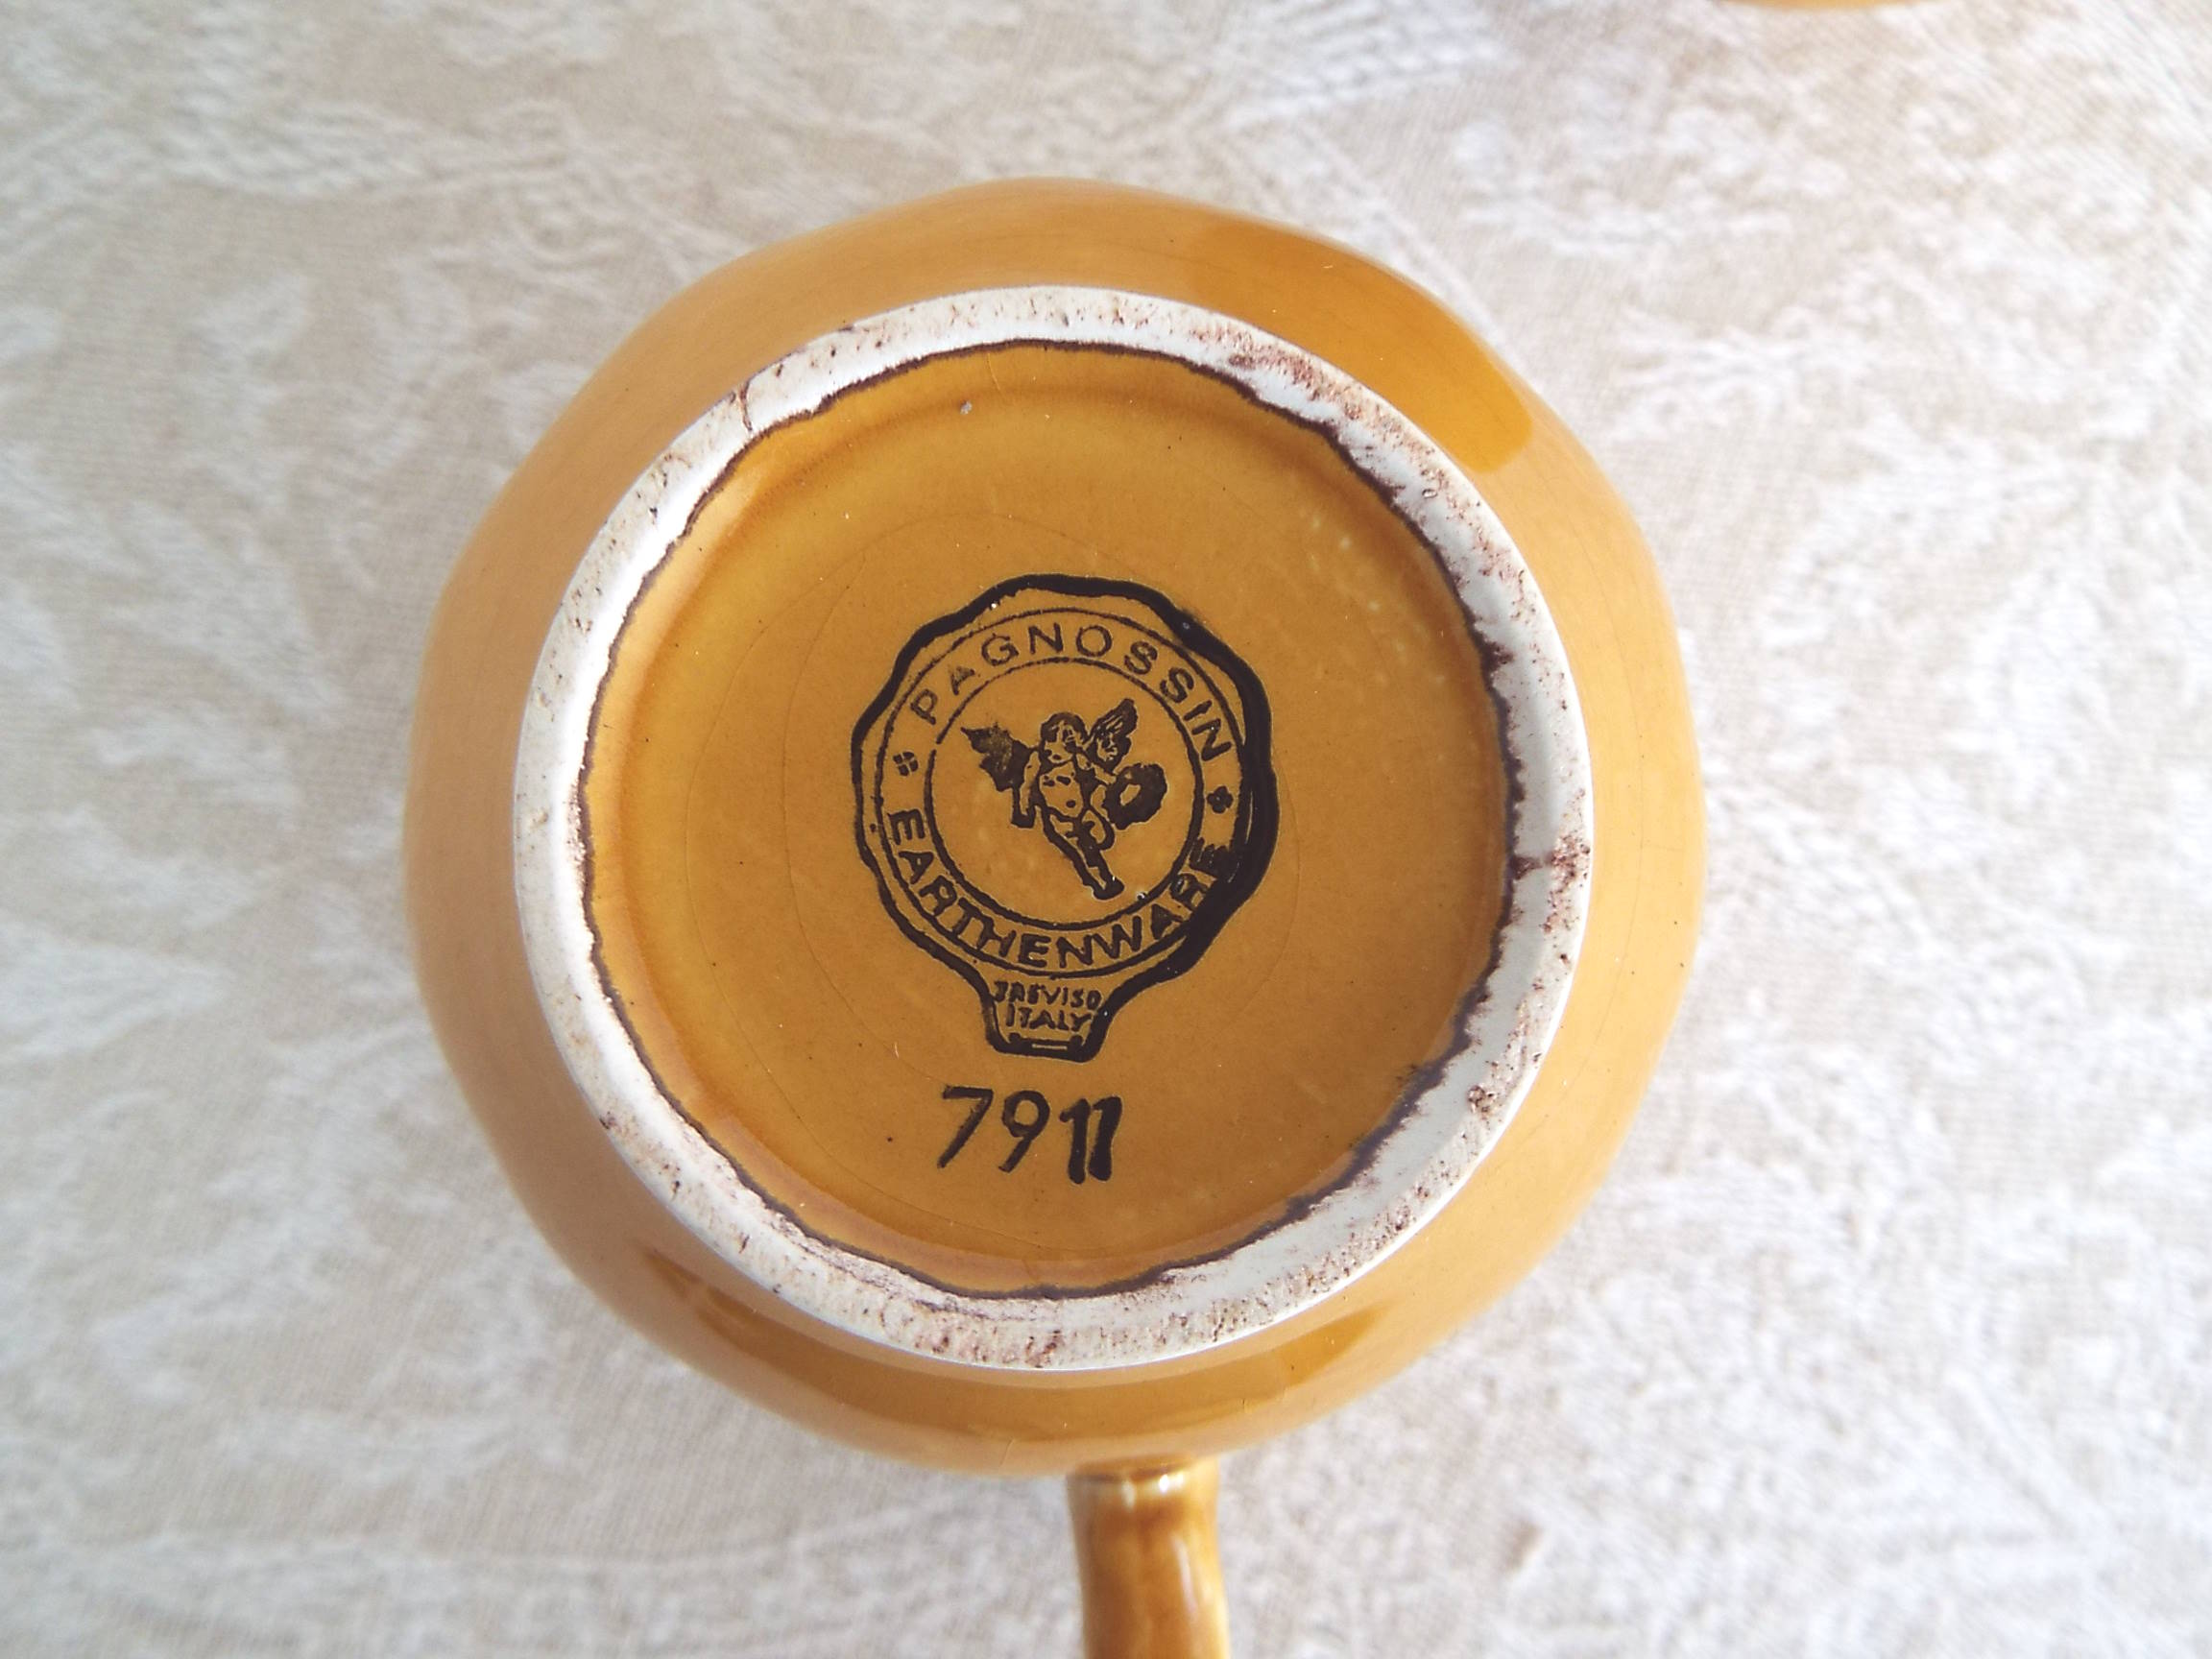 PAGNOSSIN
EARTHENWARE
TREVISO
ITALY
7911